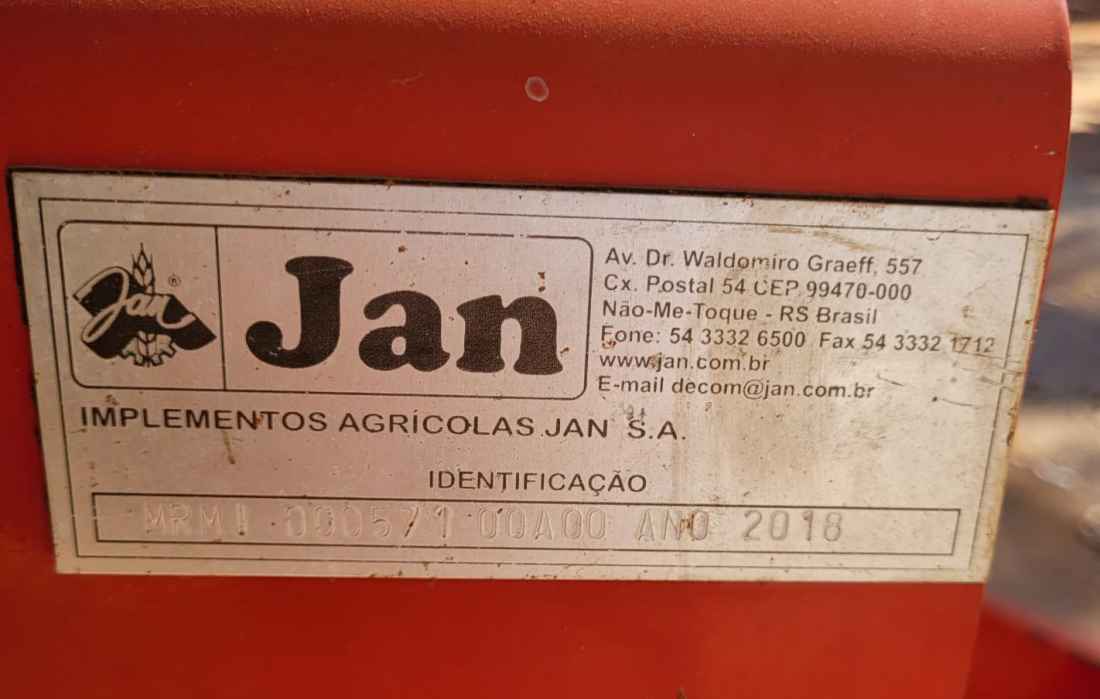 Jan ®
Jan
Av. Dr. Waldomiro Graeff, 557
Cx. Postal 54 CEP 99470-000
Não-Me-Toque - RS Brasil
Fone: 54 3332 6500 Fax 54 3332 1712
www.jan.com.br
E-mail decom@jan.com.br
IMPLEMENTOS AGRÍCOLAS JAN S.A.
IDENTIFICAÇÃO
000571 00A00 ANO 2018